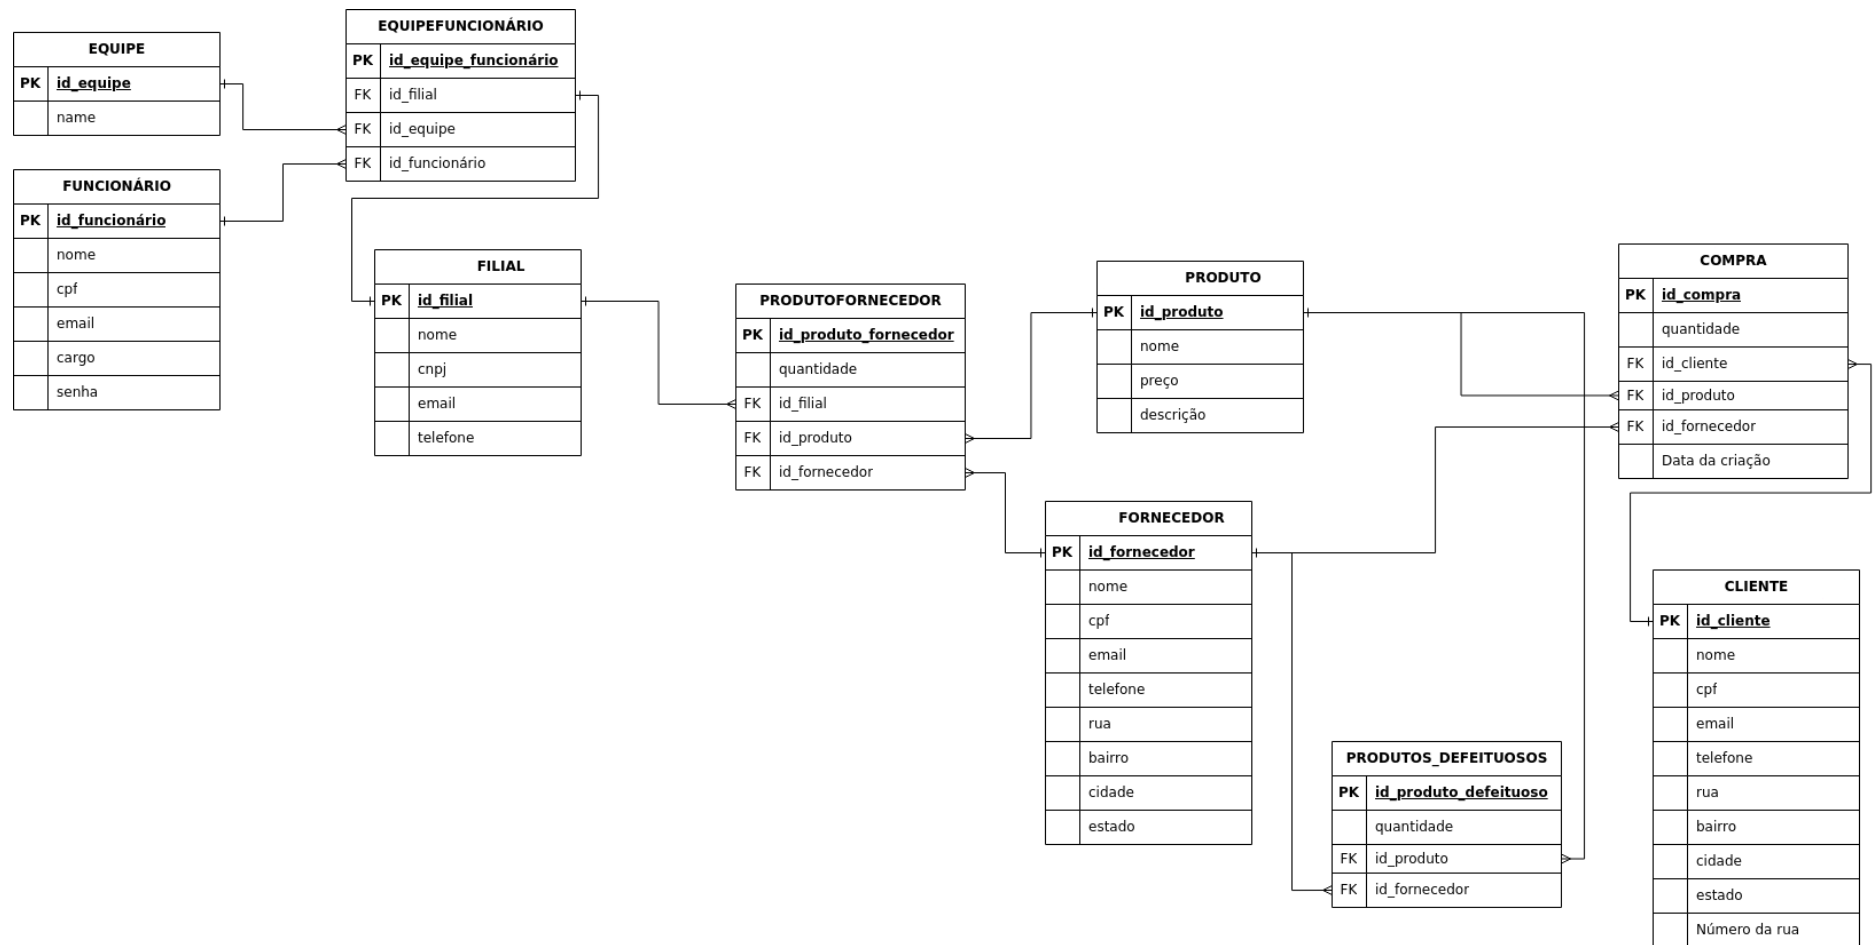 EQUIPE
PK id_equipe
name
FUNCIONÁRIO
PK id_funcionário
nome
cpf
email
cargo
senha
EQUIPEFUNCIONÁRIO
PK id_equipe_funcionário
FK id_filial
FK id_equipe
FK id_funcionário
FILIAL
PK id_filial
nome
cnpj
email
telefone
PRODUTOFORNECEDOR
PK id_produto_fornecedor
quantidade
FK id_filial
FK id_produto
FK id_fornecedor
PRODUTO
PK id_produto
nome
preço
descrição
FORNECEDOR
PK id_fornecedor
nome
cpf
email
telefone
rua
bairro
cidade
estado
PRODUTOS_DEFEITUOSOS
PK id_produto_defeituoso
quantidade
FK id_produto
FK id_fornecedor
COMPRA
PK id_compra
quantidade
FK id_cliente
FK id_produto
FK id_fornecedor
Data da criação
CLIENTE
PK id_cliente
nome
cpf
email
telefone
rua
bairro
cidade
estado
Número da rua